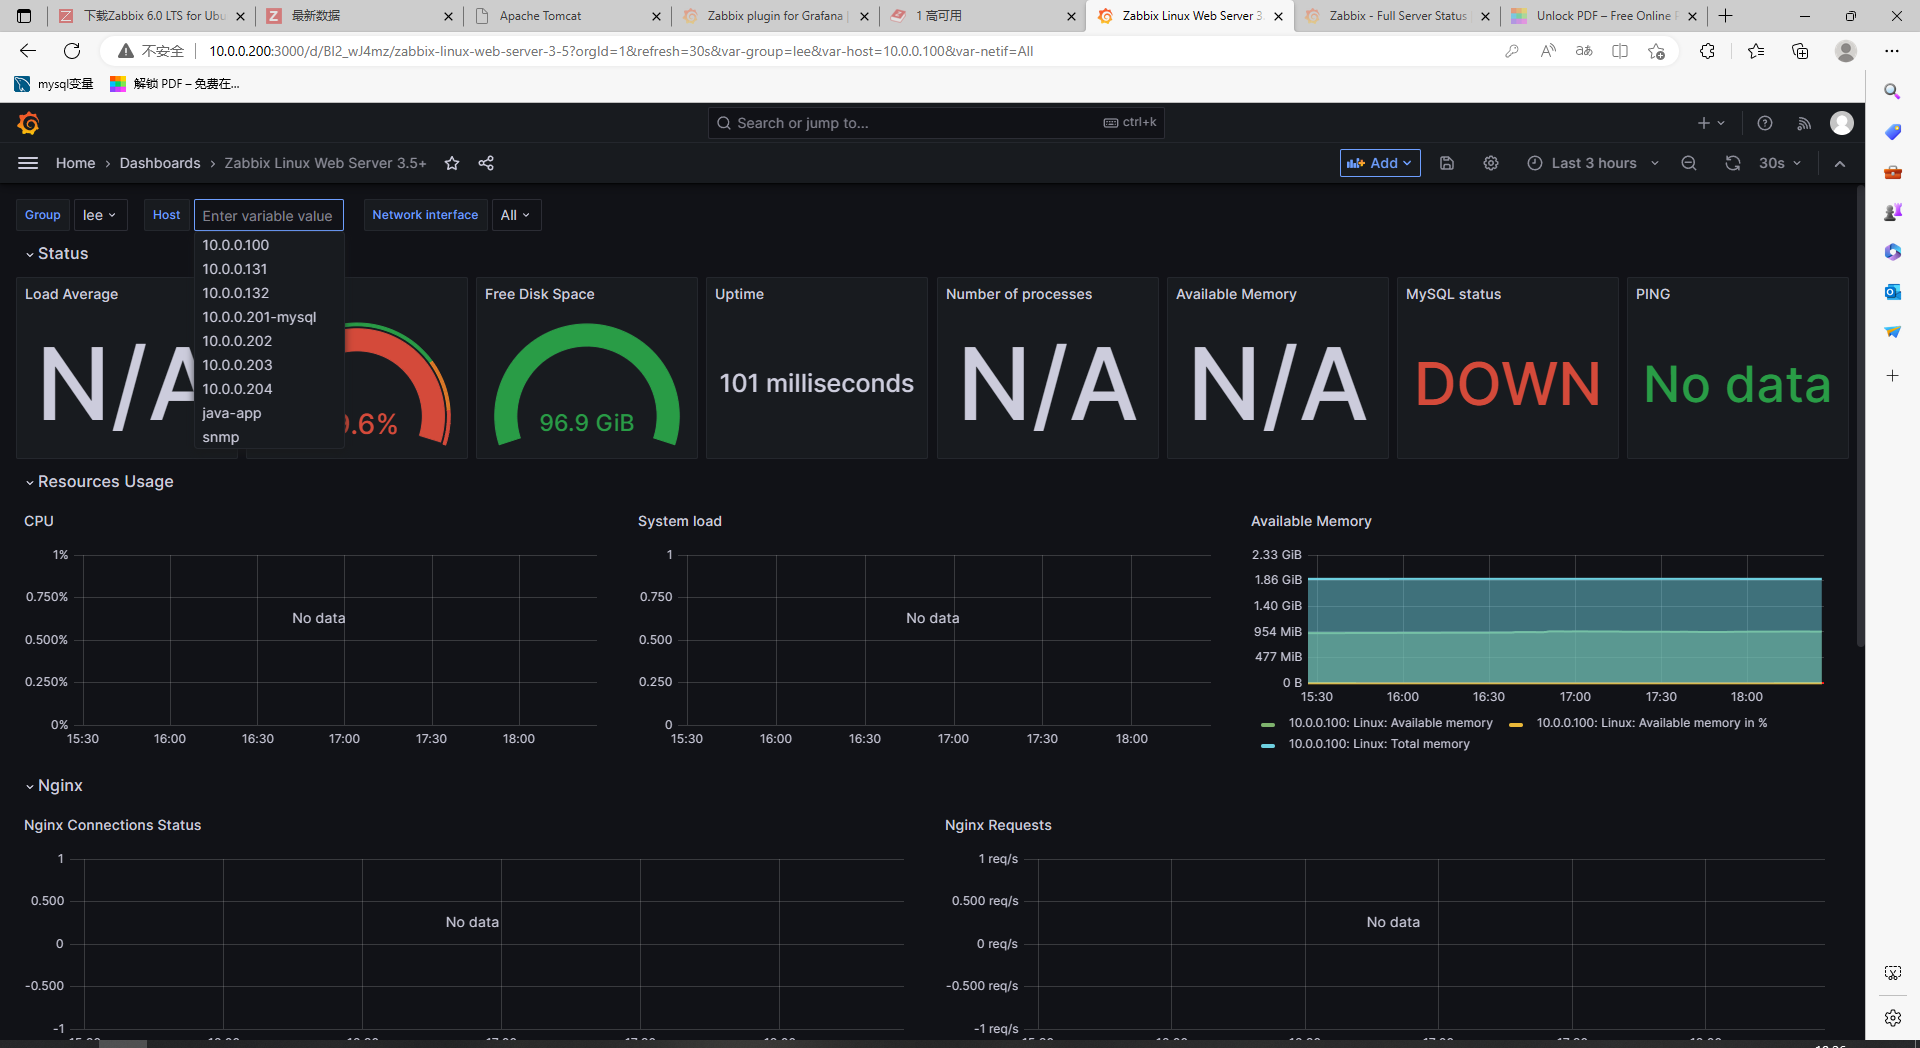 下载Zabbix 6.0 LTS for Ubu
最新数据
Apache Tomcat
Zabbix plugin for Grafana
1 高可用
Zabbix Linux Web Server 3.
Zabbix - Full Server Status
Unlock PDF – Free Online
不安全
10.0.0.200:3000/d/BI2_wJ4mz/zabbix-linux-web-server-3-5?orgId=1&refresh=30s&var-group=lee&var-host=10.0.0.100&var-netif=All
mysql变量
解锁 PDF – 免费在...
Search or jump to...
ctrl+k
Home › Dashboards › Zabbix Linux Web Server 3.5+
Add
Last 3 hours
30s
Group
lee
Host
Enter variable value
Network interface
All
10.0.0.100
10.0.0.131
10.0.0.132
10.0.0.201-mysql
10.0.0.202
10.0.0.203
10.0.0.204
java-app
snmp
Status
Load Average
N/A
.6%
Free Disk Space
96.9 GiB
Uptime
101 milliseconds
Number of processes
N/A
Available Memory
N/A
MySQL status
DOWN
PING
No data
Resources Usage
CPU
1%
0.750%
0.500%
0.250%
0%
No data
15:30 16:00 16:30 17:00 17:30 18:00
System load
1
0.750
0.500
0.250
0
No data
15:30 16:00 16:30 17:00 17:30 18:00
Available Memory
2.33 GiB
1.86 GiB
1.40 GiB
954 MiB
477 MiB
0 B
15:30 16:00 16:30 17:00 17:30 18:00
10.0.0.100: Linux: Available memory
10.0.0.100: Linux: Available memory in %
10.0.0.100: Linux: Total memory
Nginx
Nginx Connections Status
1
0.500
0
-0.500
-1
No data
Nginx Requests
1 req/s
0.500 req/s
0 req/s
-0.500 req/s
-1 req/s
No data